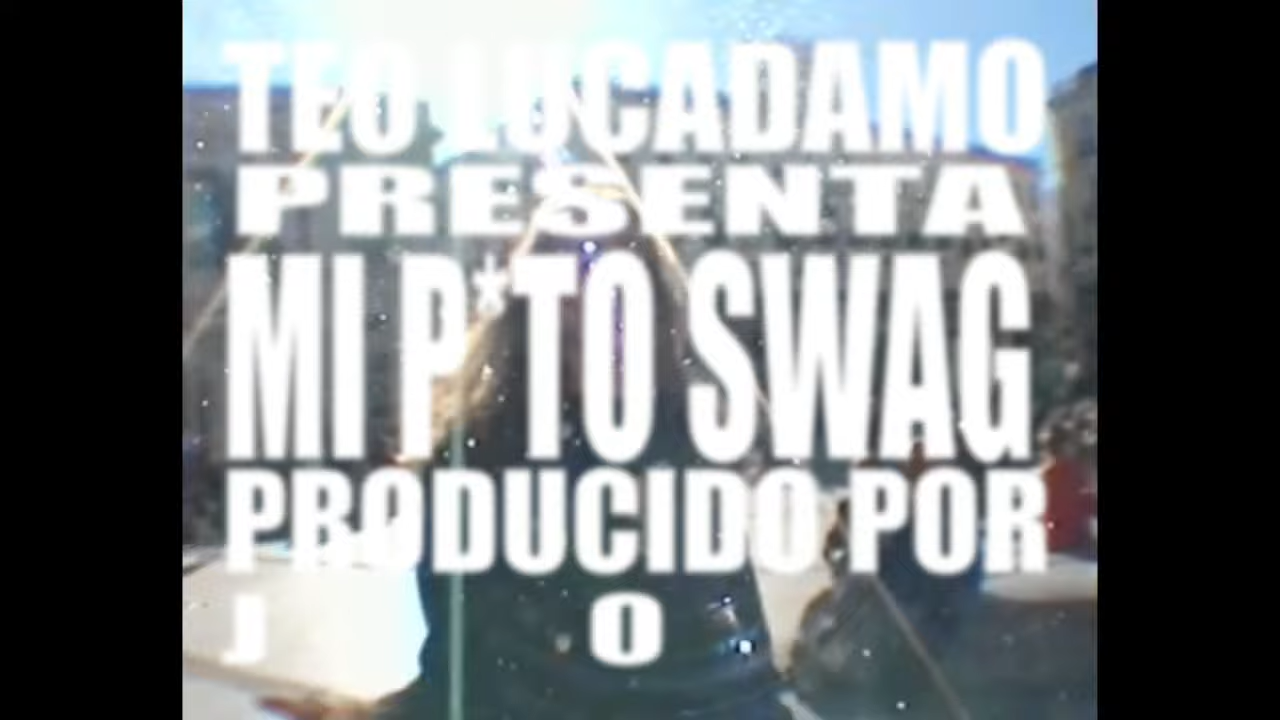 TEO LUCADAMO
PRESENTA
MI P*TO SWAG
PRODUCIDO POR
J O